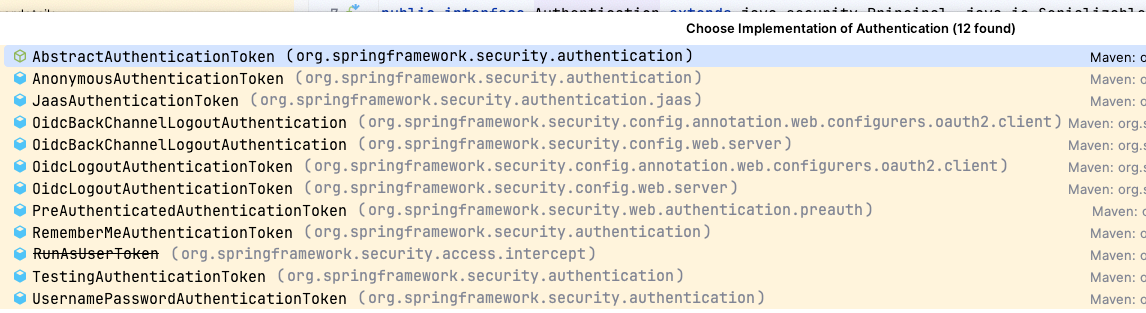 public interface Authentication extends java.security.Principal, java.io.Serializable
Choose Implementation of Authentication (12 found)
AbstractAuthenticationToken (org.springframework.security.authentication) Maven: o
AnonymousAuthenticationToken (org.springframework.security.authentication) Maven: o
JaasAuthenticationToken (org.springframework.security.authentication.jaas) Maven: o
OidcBackChannelLogoutAuthentication (org.springframework.security.config.annotation.web.configurers.oauth2.client) Maven: org.s
OidcBackChannelLogoutAuthentication (org.springframework.security.config.web.server) Maven: org.s
OidcLogoutAuthenticationToken (org.springframework.security.config.annotation.web.configurers.oauth2.client) Maven: org.s
OidcLogoutAuthenticationToken (org.springframework.security.config.web.server) Maven: org.s
PreAuthenticatedAuthenticationToken (org.springframework.security.web.authentication.preauth) Maven: o
RememberMeAuthenticationToken (org.springframework.security.authentication) Maven: o
RunAsUserToken (org.springframework.security.access.intercept) Maven: o
TestingAuthenticationToken (org.springframework.security.authentication) Maven: o
UsernamePasswordAuthenticationToken (org.springframework.security.authentication) Maven: o